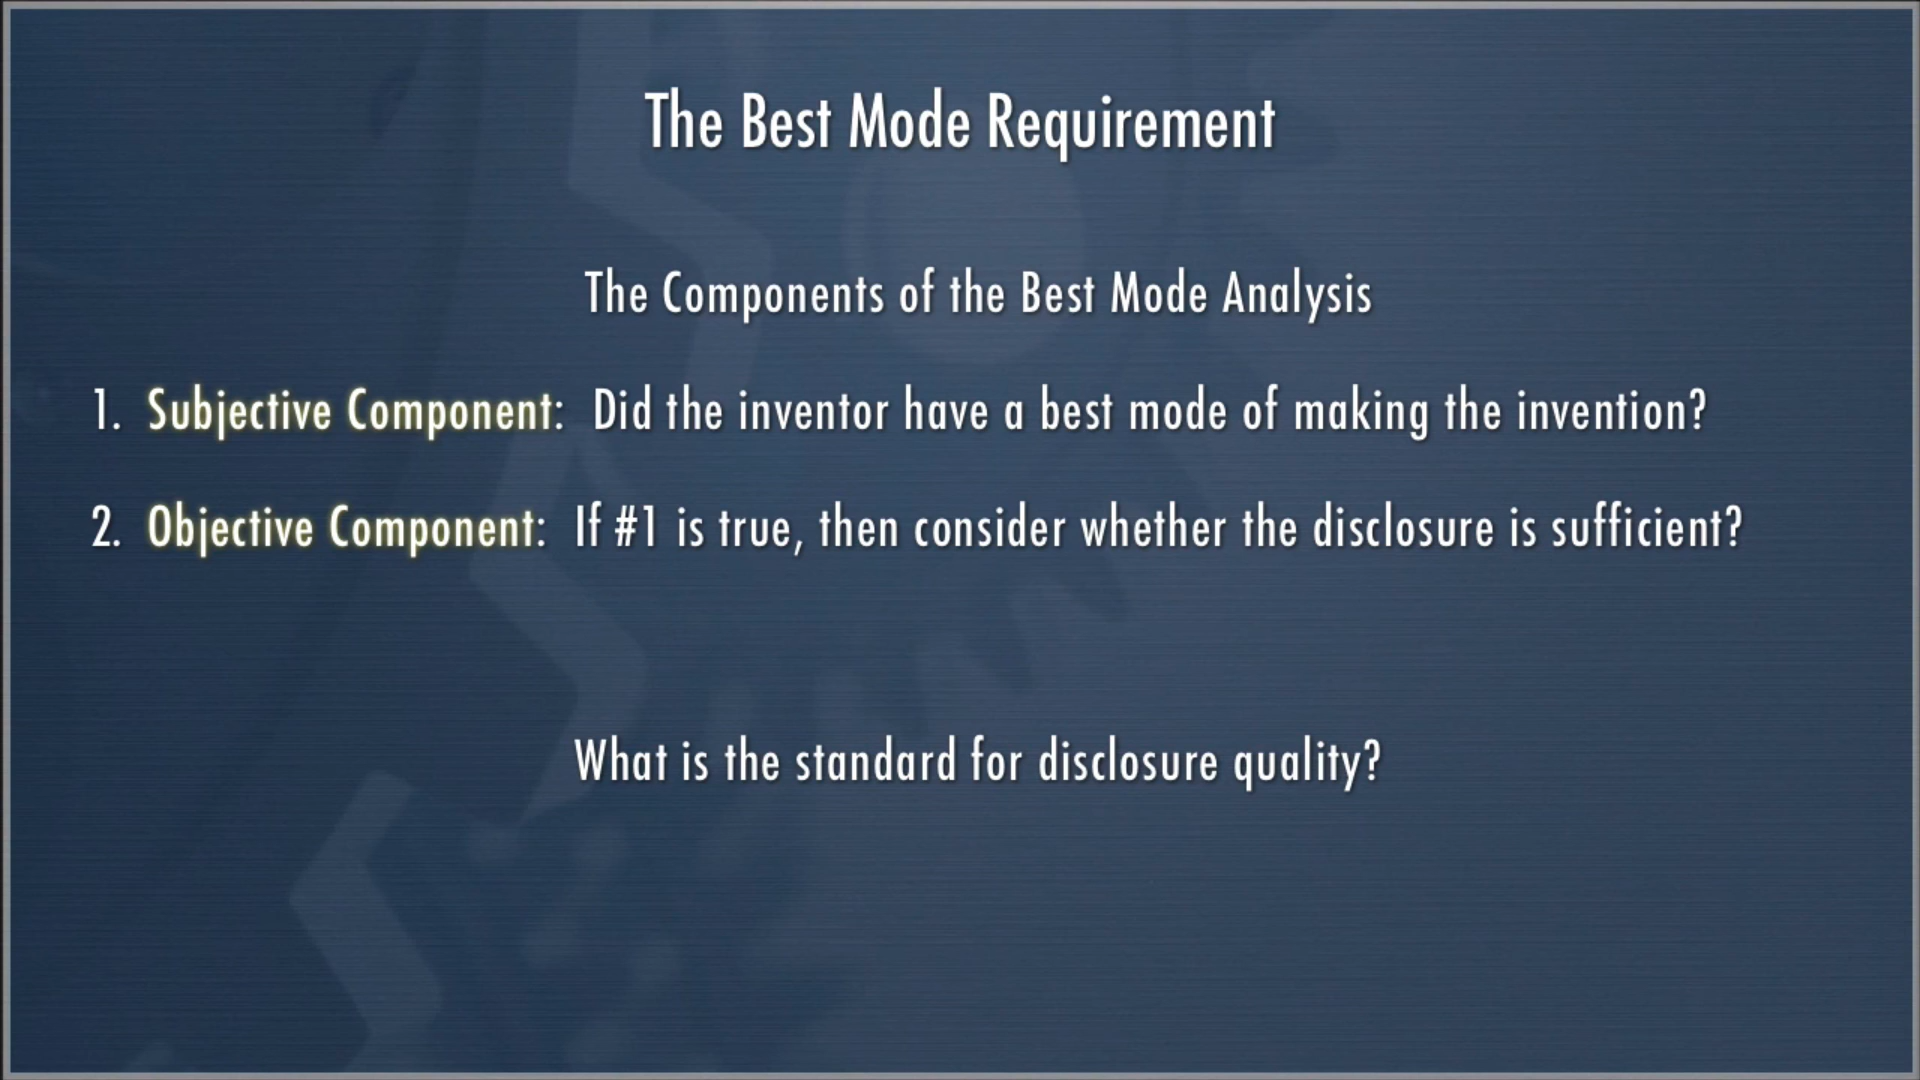 The Best Mode Requirement
The Components of the Best Mode Analysis
1. Subjective Component: Did the inventor have a best mode of making the invention?
2. Objective Component: If #1 is true, then consider whether the disclosure is sufficient?
What is the standard for disclosure quality?